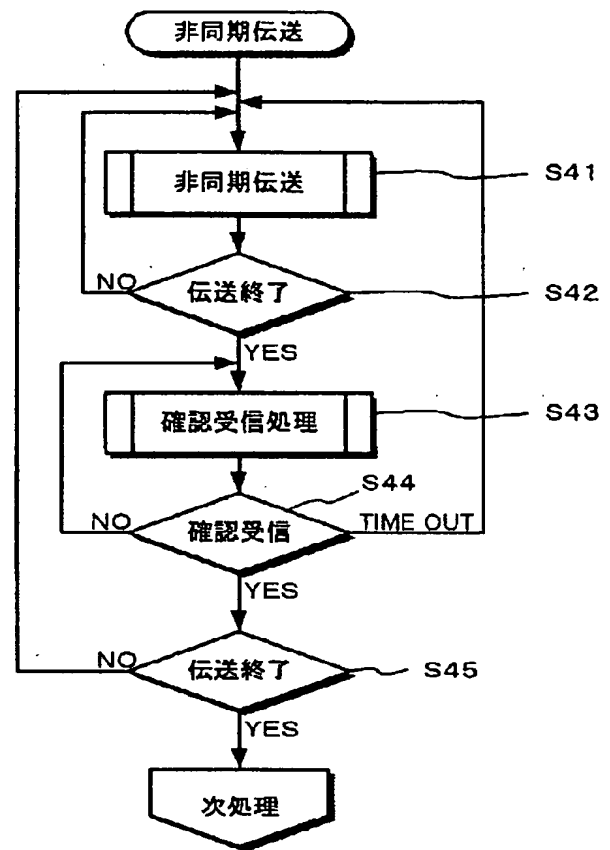 非同期伝送
非同期伝送
S41
NO
伝送終了
S42
YES
確認受信処理
S43
S44
NO
確認受信
TIME OUT
YES
NO
伝送終了
S45
YES
次処理